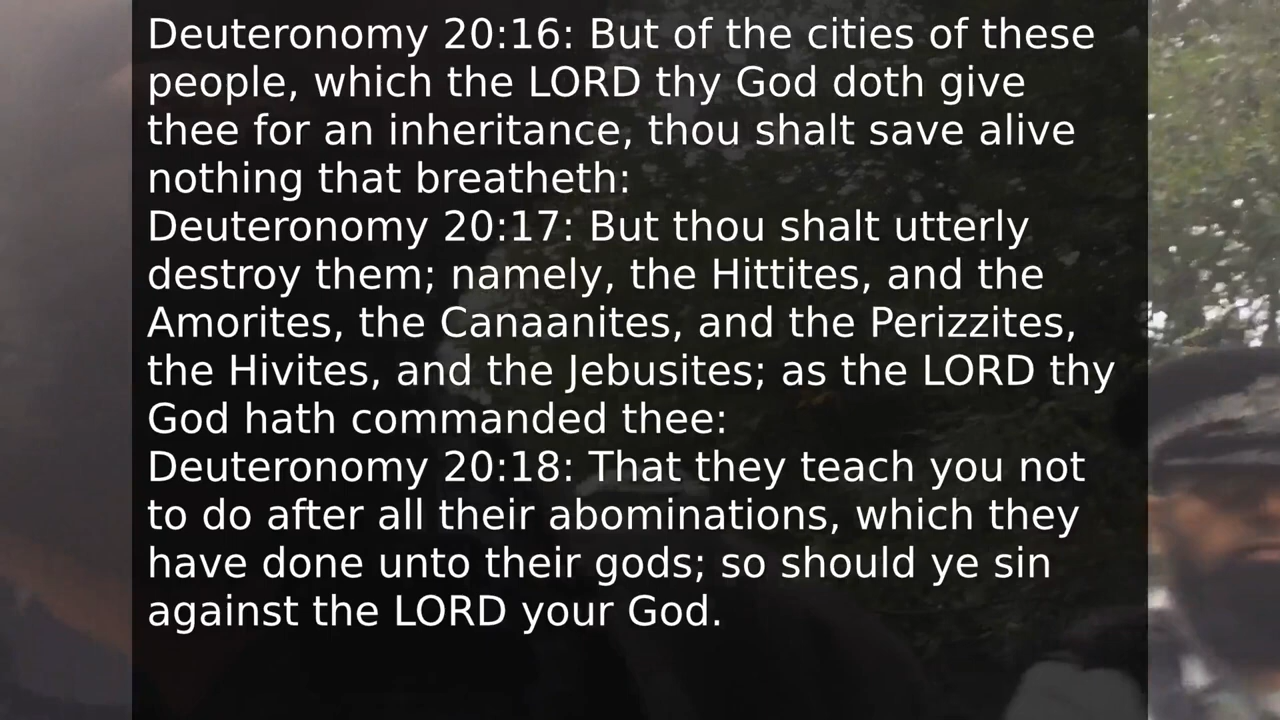 Deuteronomy 20:16: But of the cities of these
people, which the LORD thy God doth give
thee for an inheritance, thou shalt save alive
nothing that breatheth:
Deuteronomy 20:17: But thou shalt utterly
destroy them; namely, the Hittites, and the
Amorites, the Canaanites, and the Perizzites,
the Hivites, and the Jebusites; as the LORD thy
God hath commanded thee:
Deuteronomy 20:18: That they teach you not
to do after all their abominations, which they
have done unto their gods; so should ye sin
against the LORD your God.